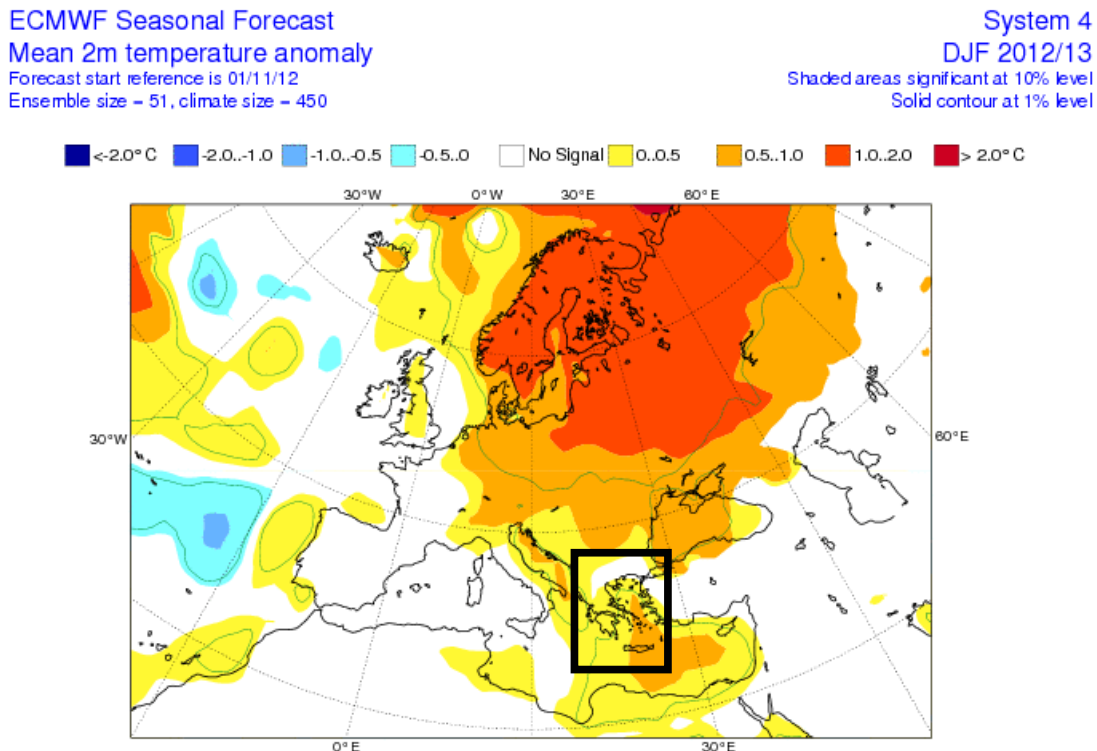 ECMWF Seasonal Forecast
System 4
Mean 2m temperature anomaly
DJF 2012/13
Forecast start reference is 01/11/12
Shaded areas significant at 10% level
Ensemble size = 51, climate size = 450
Solid contour at 1% level
<-2.0° C
-2.0..-1.0
-1.0..-0.5
-0.5..0
No Signal
0..0.5
0.5..1.0
1.0..2.0
> 2.0° C
30°W
0°W
30°E
60°E
30°W
60°E
0°E
30°E